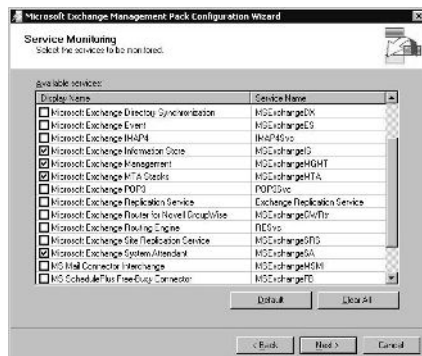 Microsoft Exchange Management Pack Configuration Wizard
Service Monitoring
Select the services to be monitored.
Available services:
Display Name Service Name
Microsoft Exchange Directory Synchronization MSExchangeDX
Microsoft Exchange Event MSExchangeES
Microsoft Exchange IMAP4 IMAP4Svc
Microsoft Exchange Information Store MSExchangeIS
Microsoft Exchange Management MSExchangeMGMT
Microsoft Exchange MTA Stacks MSExchangeMTA
Microsoft Exchange POP3 POP3Svc
Microsoft Exchange Replication Service Exchange Replication Service
Microsoft Exchange Router for Novell GroupWise MSExchangeGWRtr
Microsoft Exchange Routing Engine RESvc
Microsoft Exchange Site Replication Service MSExchangeSRS
Microsoft Exchange System Attendant MSExchangeSA
MS Mail Connector Interchange MSExchangeMSMI
MS SchedulePlus Free-Busy Connector MSExchangeFB
Default Clear All
< Back Next > Cancel